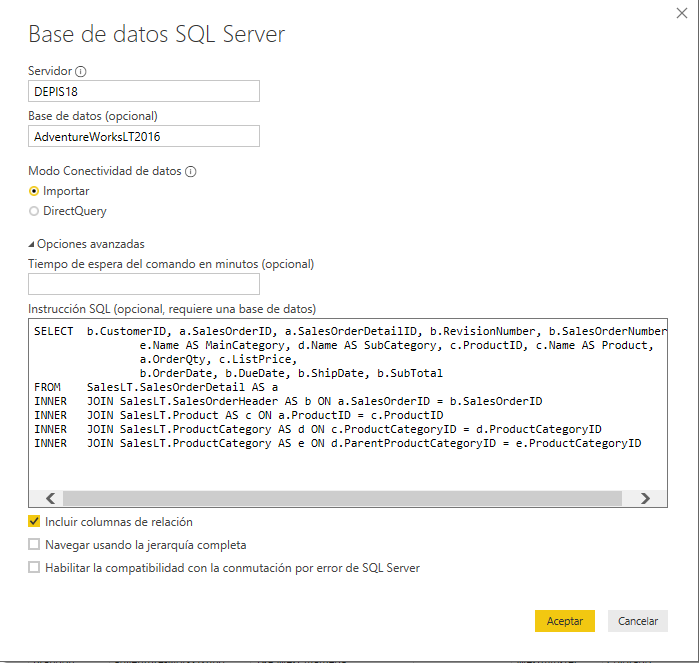 Base de datos SQL Server
Servidor
DEPIS18
Base de datos (opcional)
AdventureWorksLT2016
Modo Conectividad de datos
Importar
DirectQuery
Opciones avanzadas
Tiempo de espera del comando en minutos (opcional)
Instrucción SQL (opcional, requiere una base de datos)
SELECT b.CustomerID, a.SalesOrderID, a.SalesOrderDetailID, b.RevisionNumber, b.SalesOrderNumber
e.Name AS MainCategory, d.Name AS SubCategory, c.ProductID, c.Name AS Product,
a.OrderQty, c.ListPrice,
b.OrderDate, b.DueDate, b.ShipDate, b.SubTotal
FROM SalesLT.SalesOrderDetail AS a
INNER JOIN SalesLT.SalesOrderHeader AS b ON a.SalesOrderID = b.SalesOrderID
INNER JOIN SalesLT.Product AS c ON a.ProductID = c.ProductID
INNER JOIN SalesLT.ProductCategory AS d ON c.ProductCategoryID = d.ProductCategoryID
INNER JOIN SalesLT.ProductCategory AS e ON d.ParentProductCategoryID = e.ProductCategoryID
Incluir columnas de relación
Navegar usando la jerarquía completa
Habilitar la compatibilidad con la conmutación por error de SQL Server
Aceptar
Cancelar